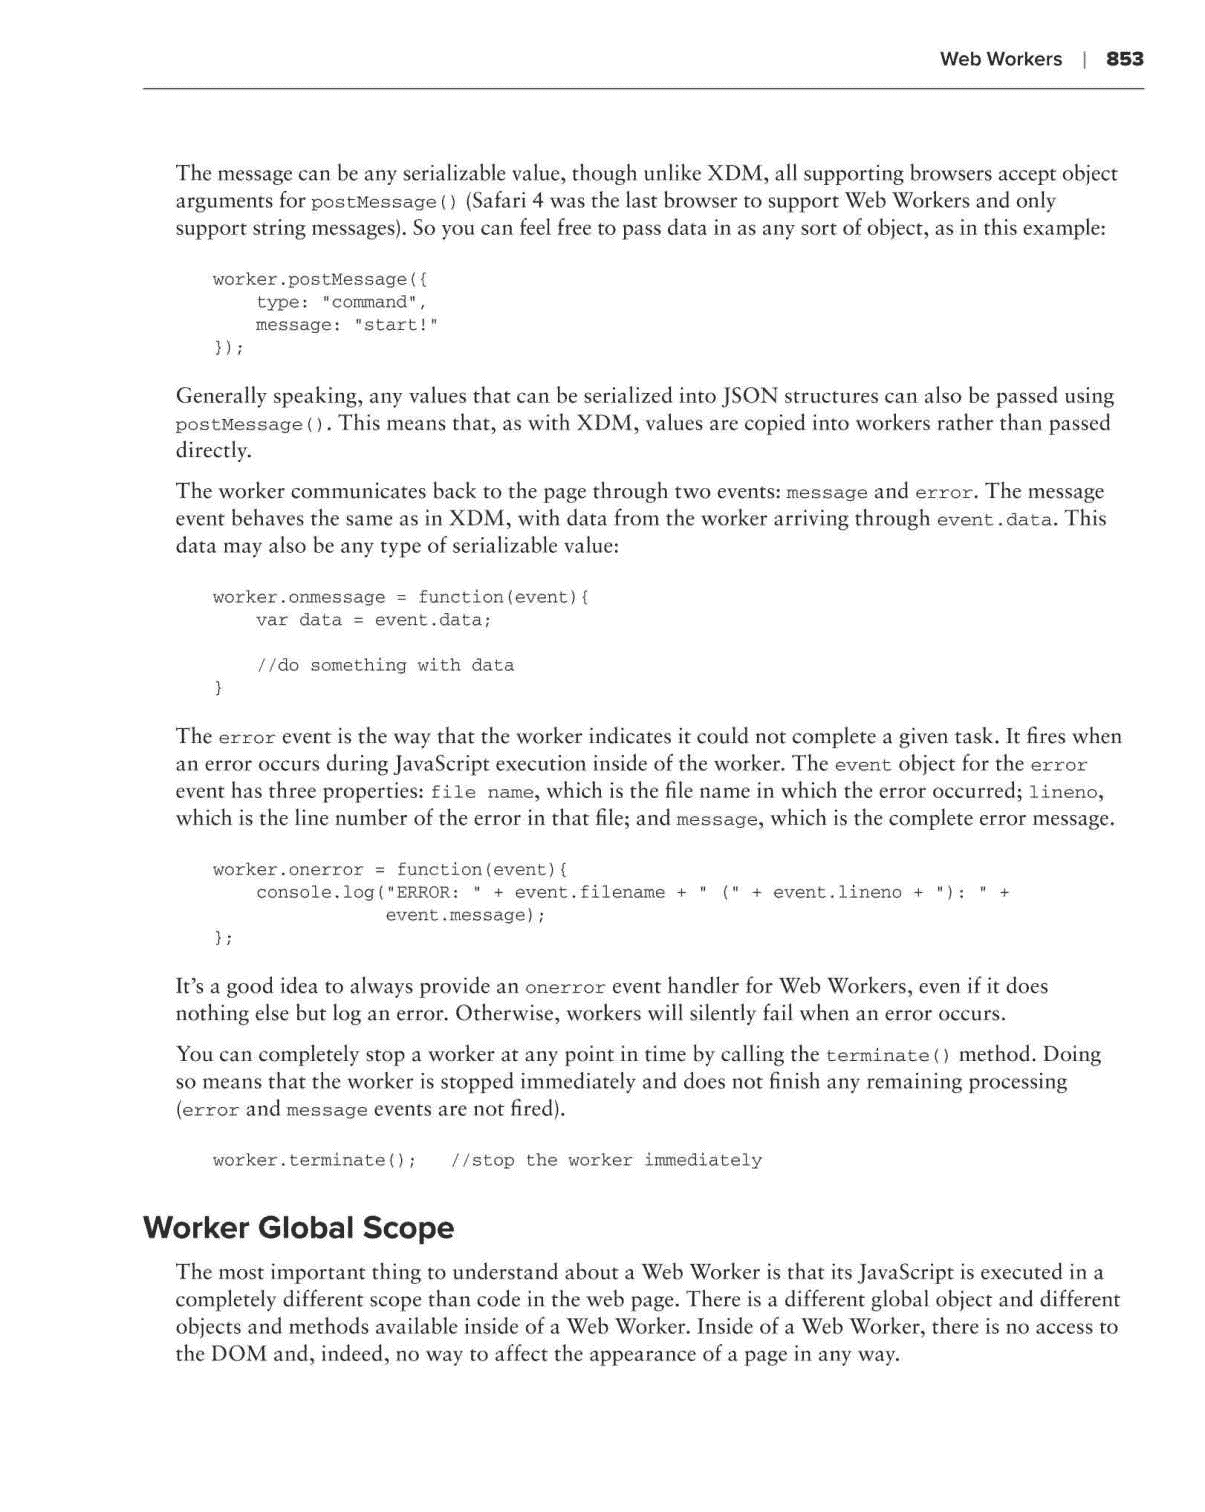 Web Workers | 853
The message can be any serializable value, though unlike XDM, all supporting browsers accept object
arguments for postMessage() (Safari 4 was the last browser to support Web Workers and only
support string messages). So you can feel free to pass data in as any sort of object, as in this example:
worker.postMessage({
    type: "command",
    message: "start!"
});
Generally speaking, any values that can be serialized into JSON structures can also be passed using
postMessage(). This means that, as with XDM, values are copied into workers rather than passed
directly.
The worker communicates back to the page through two events: message and error. The message
event behaves the same as in XDM, with data from the worker arriving through event.data. This
data may also be any type of serializable value:
worker.onmessage = function(event){
    var data = event.data;
    //do something with data
}
The error event is the way that the worker indicates it could not complete a given task. It fires when
an error occurs during JavaScript execution inside of the worker. The event object for the error
event has three properties: file name, which is the file name in which the error occurred; lineno,
which is the line number of the error in that file; and message, which is the complete error message.
worker.onerror = function(event){
    console.log("ERROR: " + event.filename + " (" + event.lineno + "): " +
                event.message);
};
It's a good idea to always provide an onerror event handler for Web Workers, even if it does
nothing else but log an error. Otherwise, workers will silently fail when an error occurs.
You can completely stop a worker at any point in time by calling the terminate() method. Doing
so means that the worker is stopped immediately and does not finish any remaining processing
(error and message events are not fired).
worker.terminate();   //stop the worker immediately
Worker Global Scope
The most important thing to understand about a Web Worker is that its JavaScript is executed in a
completely different scope than code in the web page. There is a different global object and different
objects and methods available inside of a Web Worker. Inside of a Web Worker, there is no access to
the DOM and, indeed, no way to affect the appearance of a page in any way.